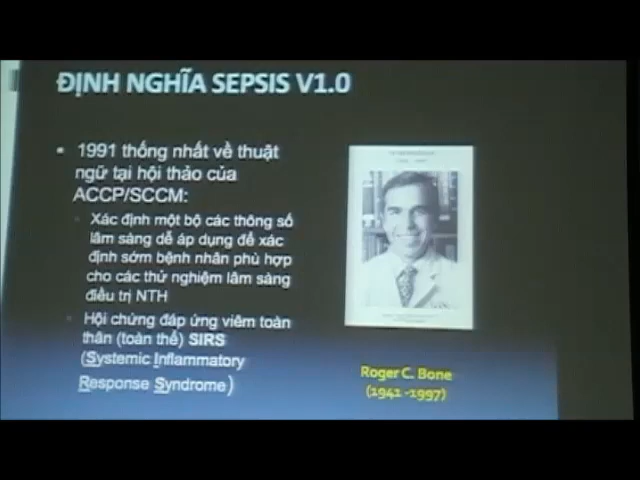 ĐỊNH NGHĨA SEPSIS V1.0
1991 thống nhất về thuật
ngữ tại hội thảo của
ACCP/SCCM:
Xác định một bộ các thông số
lâm sàng dễ áp dụng để xác
định sớm bệnh nhân phù hợp
cho các thử nghiệm lâm sàng
điều trị NTH
Hội chứng đáp ứng viêm toàn
thân (toàn thể) SIRS
(Systemic Inflammatory
Response Syndrome)
Roger C. Bone
(1941 -1997)